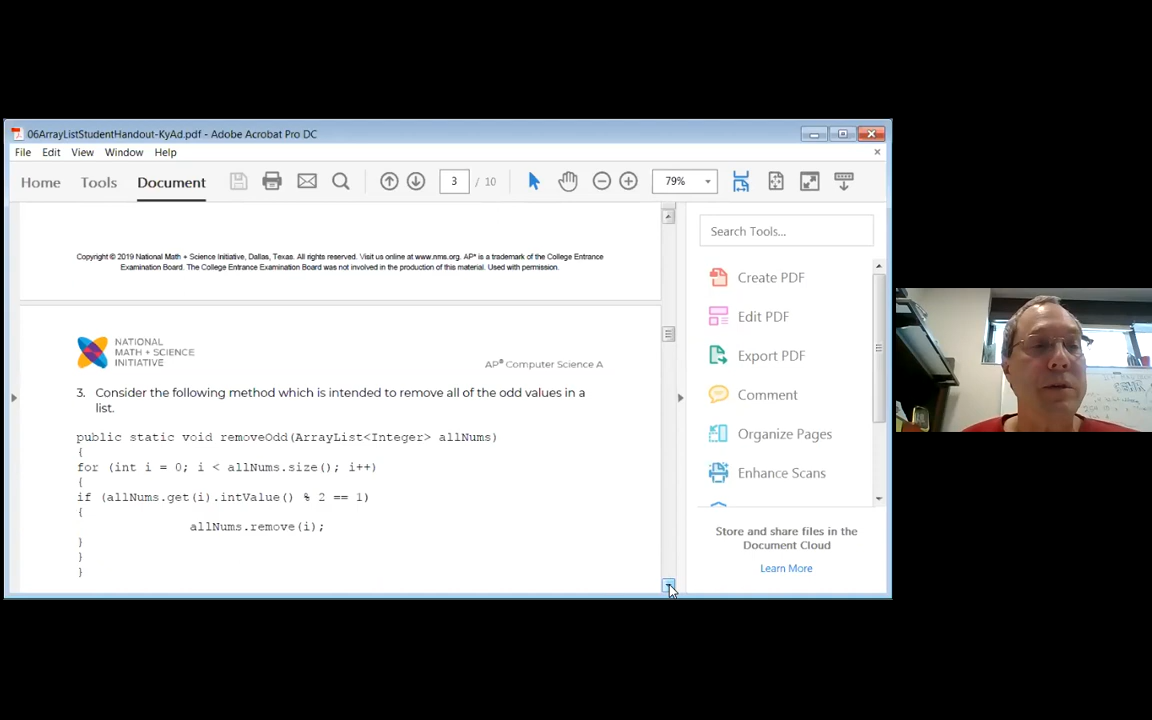 06ArrayListStudentHandout-KyAd.pdf - Adobe Acrobat Pro DC
File Edit View Window Help
Home Tools Document 3 / 10 79%
Copyright © 2019 National Math + Science Initiative, Dallas, Texas. All rights reserved. Visit us online at www.nms.org. AP® is a trademark of the College Entrance
Examination Board. The College Entrance Examination Board was not involved in the production of this material. Used with permission.
NATIONAL
MATH + SCIENCE
INITIATIVE
AP® Computer Science A
3. Consider the following method which is intended to remove all of the odd values in a
list.
public static void removeOdd(ArrayList<Integer> allNums)
{
for (int i = 0; i < allNums.size(); i++)
{
if (allNums.get(i).intValue() % 2 == 1)
{
allNums.remove(i);
}
}
}
Search Tools...
Create PDF
Edit PDF
Export PDF
Comment
Organize Pages
Enhance Scans
Store and share files in the
Document Cloud
Learn More